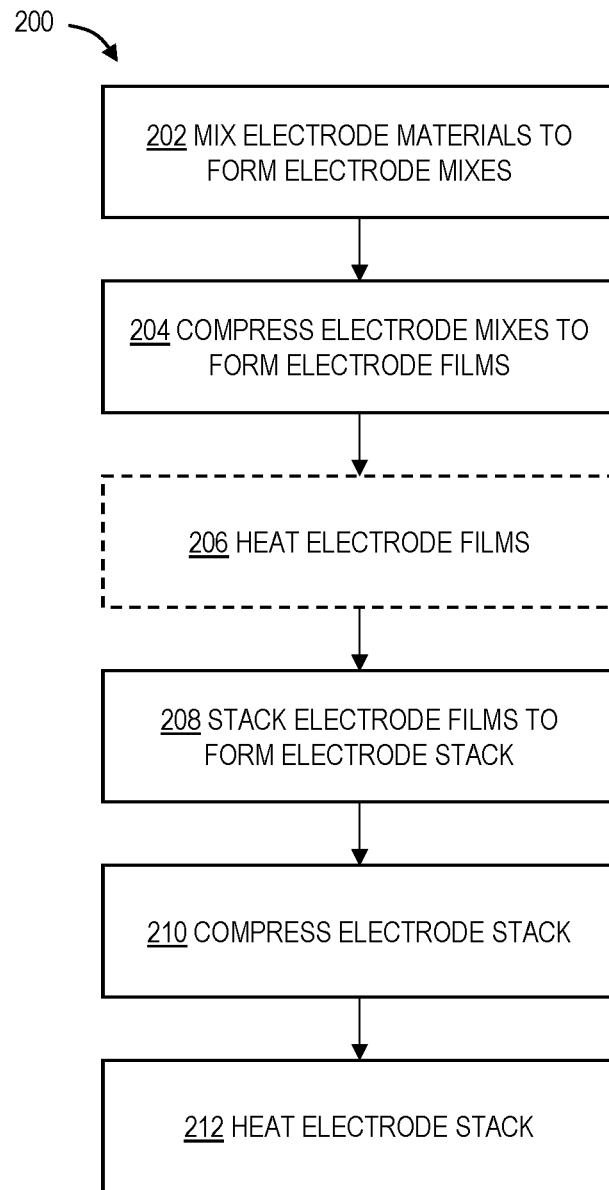 200
202 MIX ELECTRODE MATERIALS TO
FORM ELECTRODE MIXES
204 COMPRESS ELECTRODE MIXES TO
FORM ELECTRODE FILMS
206 HEAT ELECTRODE FILMS
208 STACK ELECTRODE FILMS TO
FORM ELECTRODE STACK
210 COMPRESS ELECTRODE STACK
212 HEAT ELECTRODE STACK